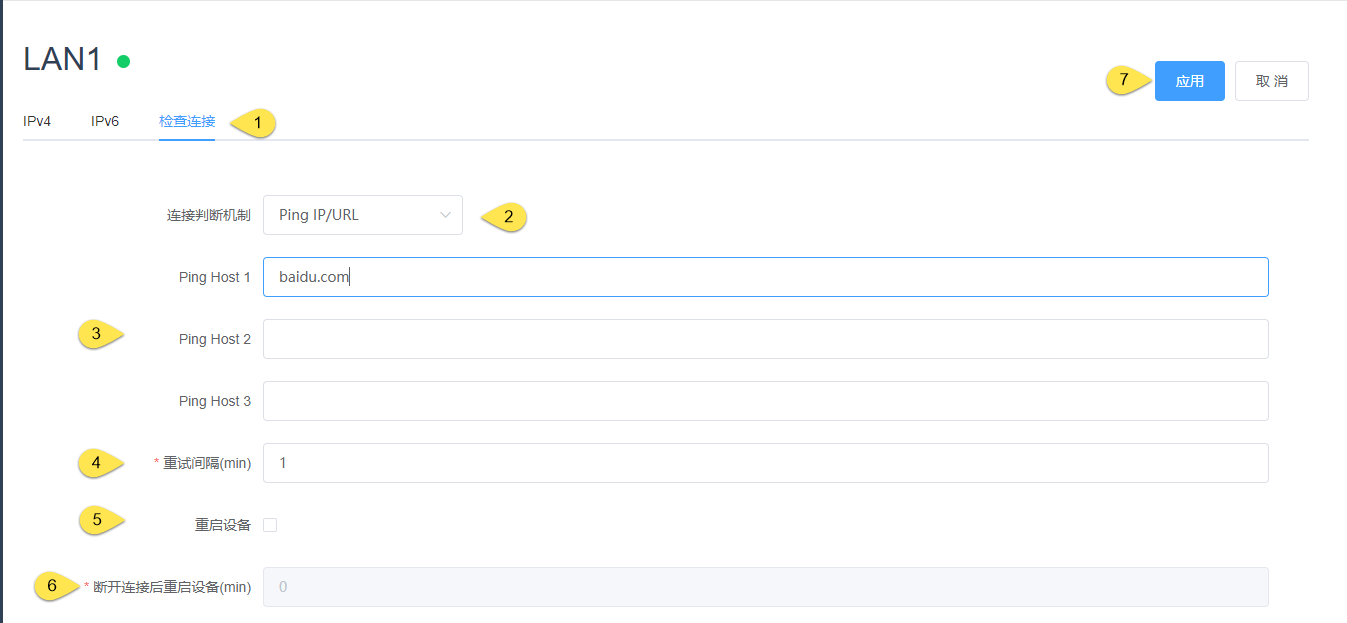 LAN1
7 应用 取消
IPv4 IPv6 检查连接 1
连接判断机制 Ping IP/URL 2
Ping Host 1 baidu.com
3 Ping Host 2
Ping Host 3
4 * 重试间隔(min) 1
5 重启设备
6 * 断开连接后重启设备(min) 0